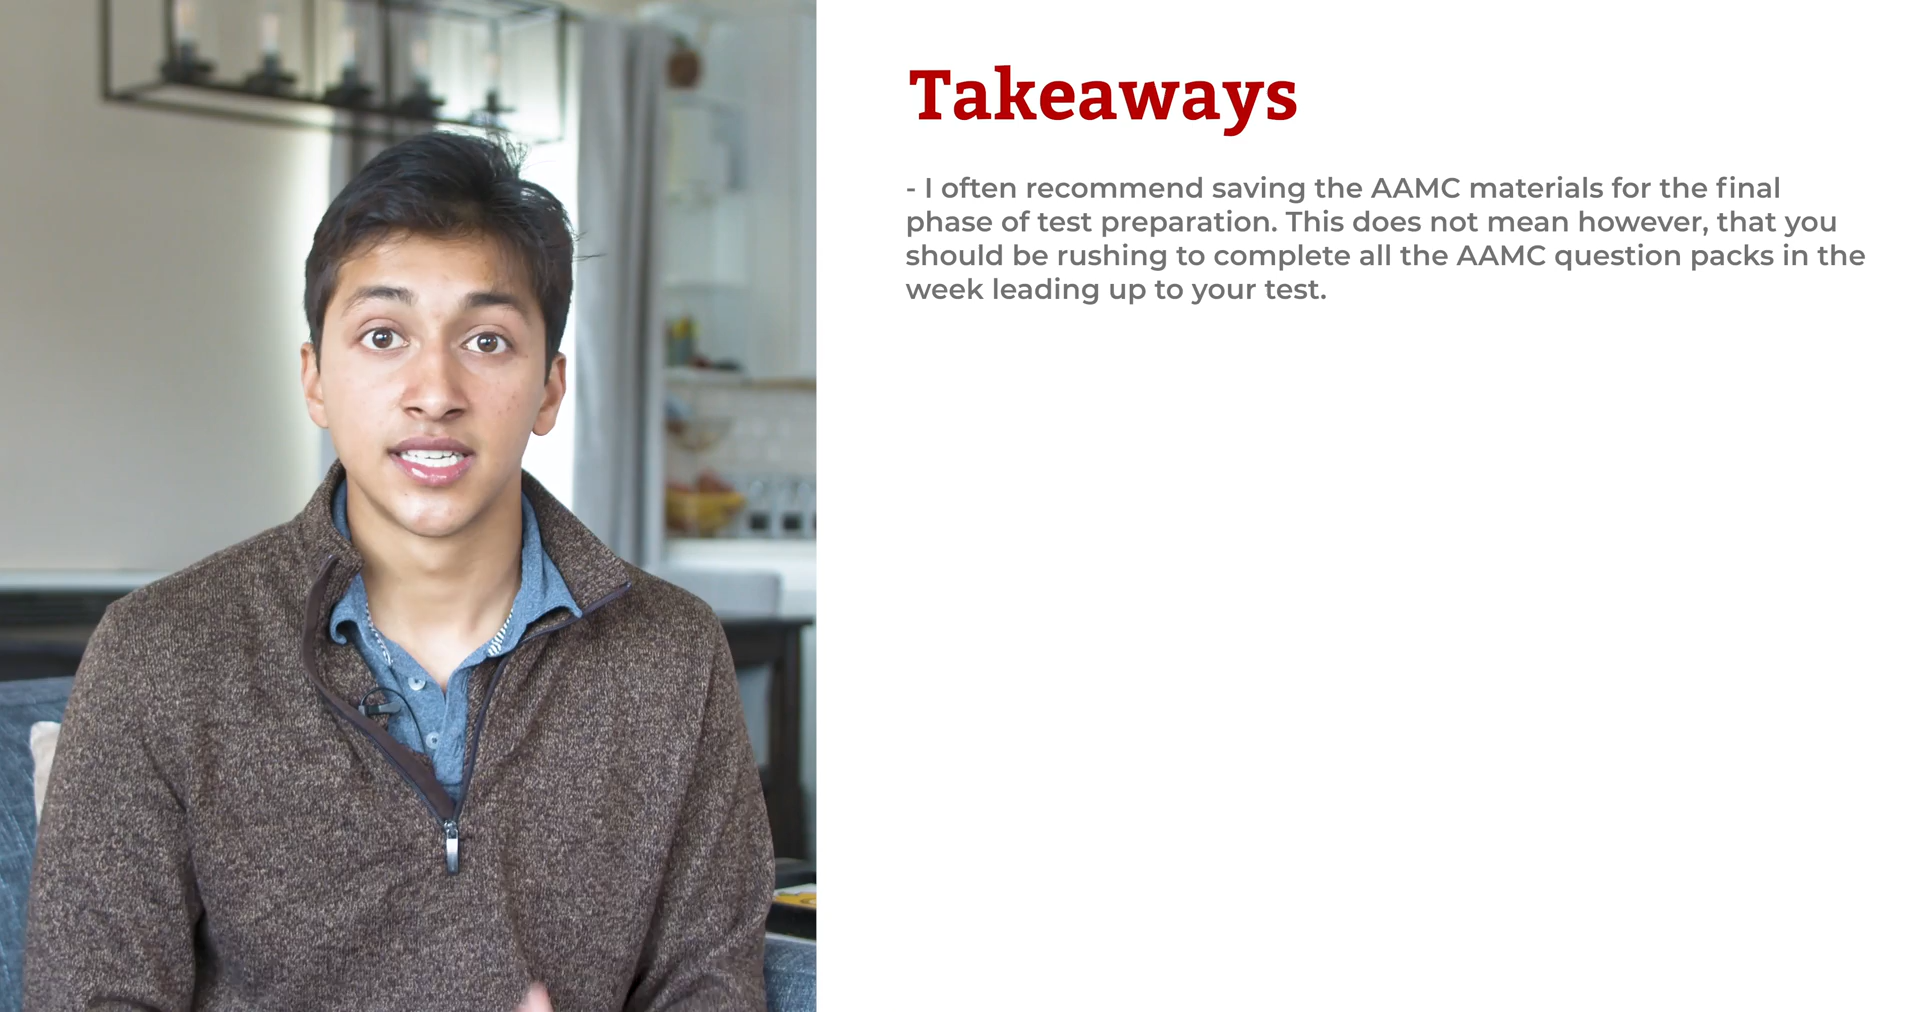 Takeaways
- I often recommend saving the AAMC materials for the final
phase of test preparation. This does not mean however, that you
should be rushing to complete all the AAMC question packs in the
week leading up to your test.